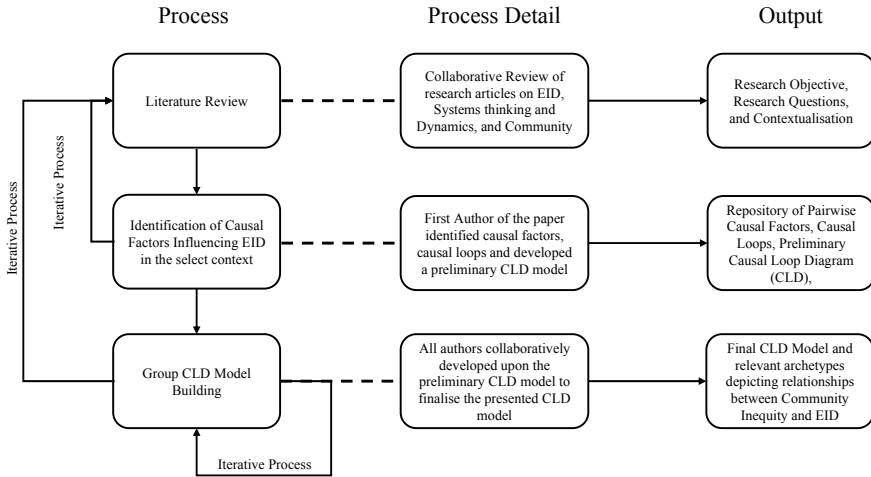 Process
Process Detail
Output
Literature Review
Collaborative Review of
research articles on EID,
Systems thinking and
Dynamics, and Community
Research Objective,
Research Questions,
and Contextualisation
Iterative Process
Iterative Process
Identification of Causal
Factors Influencing EID
in the select context
First Author of the paper
identified causal factors,
causal loops and developed
a preliminary CLD model
Repository of Pairwise
Causal Factors, Causal
Loops, Preliminary
Causal Loop Diagram
(CLD),
Group CLD Model
Building
All authors collaboratively
developed upon the
preliminary CLD model to
finalise the presented CLD
model
Final CLD Model and
relevant archetypes
depicting relationships
between Community
Inequity and EID
Iterative Process